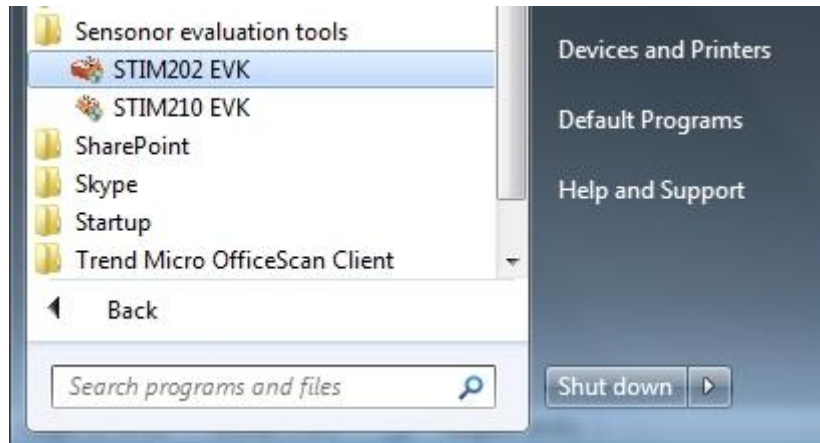 Sensonor evaluation tools
STIM202 EVK
STIM210 EVK
SharePoint
Skype
Startup
Trend Micro OfficeScan Client
Back
Search programs and files
Devices and Printers
Default Programs
Help and Support
Shut down